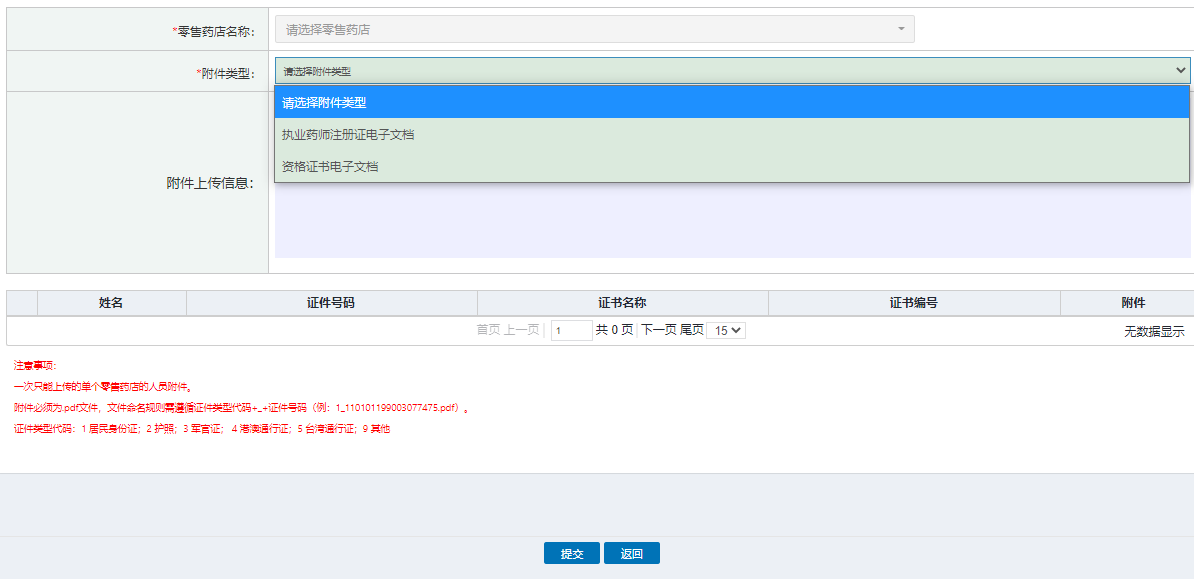 *零售药店名称： 请选择零售药店
*附件类型： 请选择附件类型
请选择附件类型
执业药师注册证电子文档
资格证书电子文档
附件上传信息：
姓名 证件号码 证书名称 证书编号 附件
首页 上一页 1 共 0 页 下一页 尾页 15 无数据显示
注意事项：
一次只能上传的单个零售药店的人员附件。
附件必须为.pdf文件，文件命名规则需遵循证件类型代码+_+证件号码（例：1_110101199003077475.pdf）。
证件类型代码：1 居民身份证；2 护照；3 军官证； 4 港澳通行证；5 台湾通行证；9 其他
提交 返回